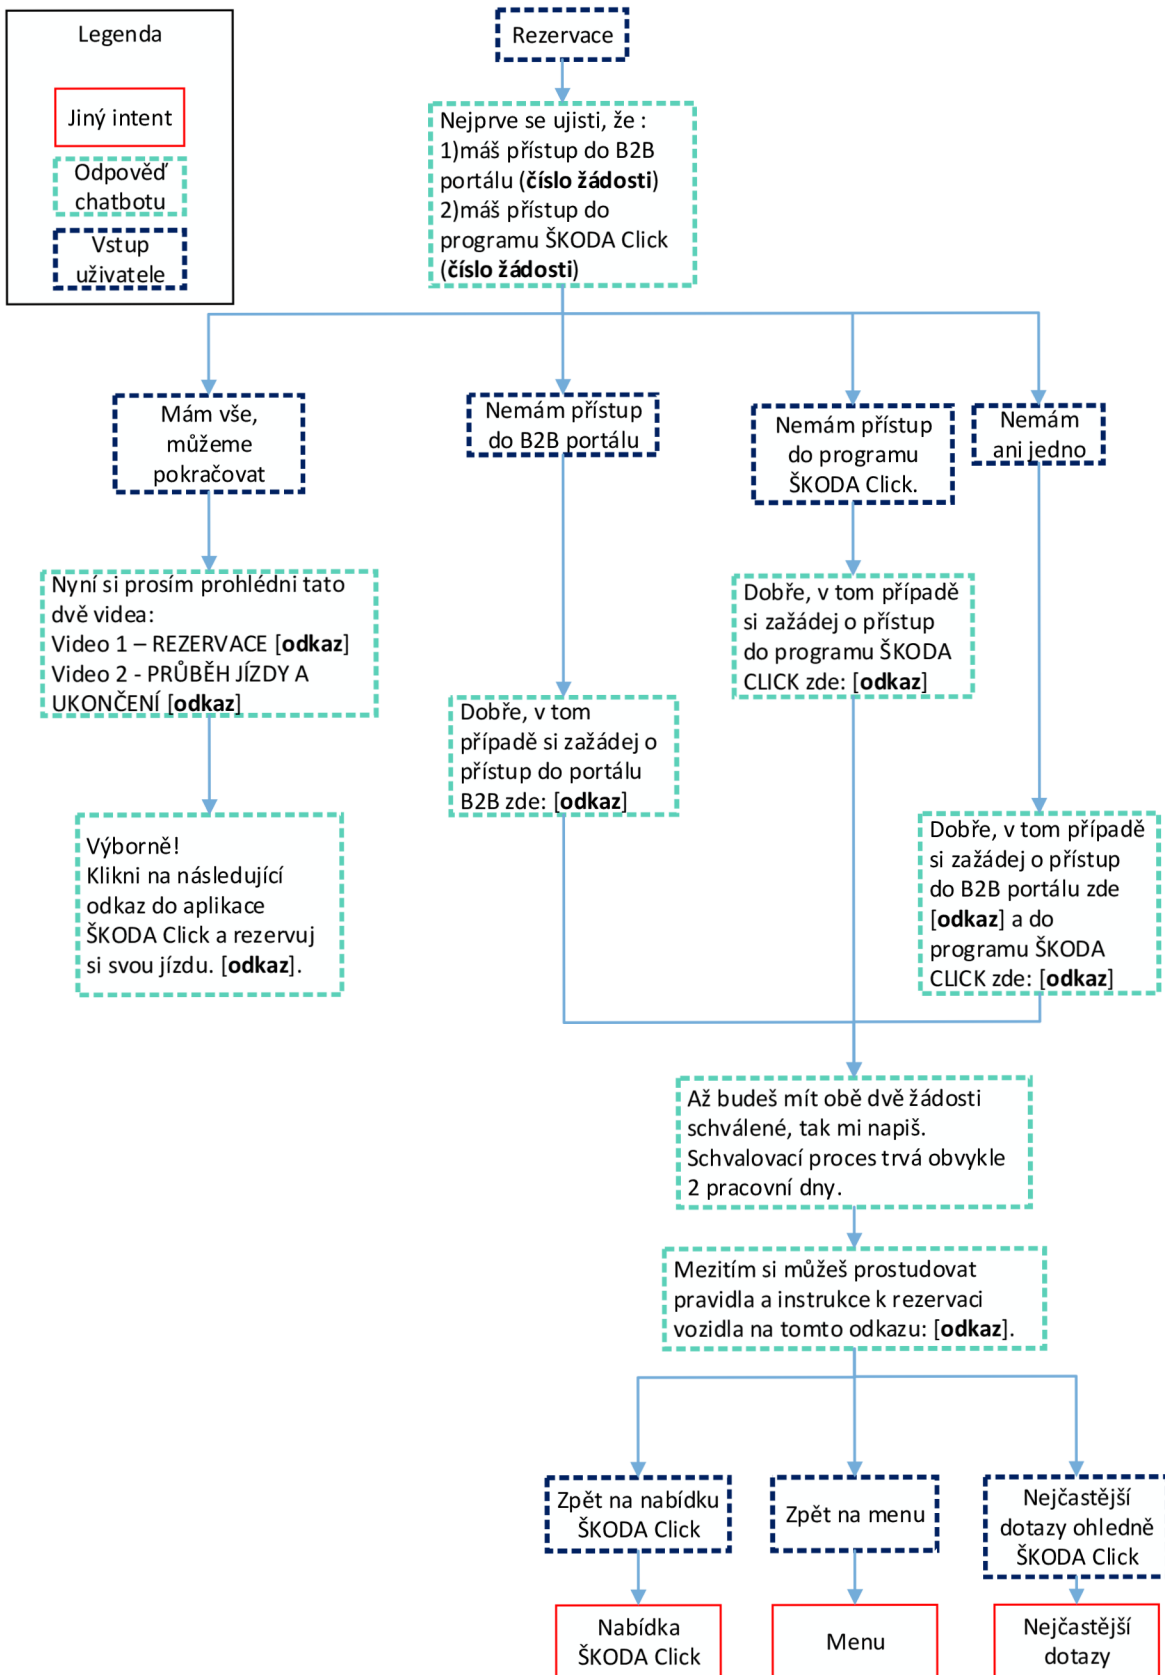 Legenda
Jiný intent
Odpověď
chatbotu
Vstup
uživatele
Rezervace
Nejprve se ujisti, že :
1)máš přístup do B2B
portálu (číslo žádosti)
2)máš přístup do
programu ŠKODA Click
(číslo žádosti)
Mám vše,
můžeme
pokračovat
Nemám přístup
do B2B portálu
Nemám přístup
do programu
ŠKODA Click.
Nemám
ani jedno
Nyní si prosím prohlédni tato
dvě videa:
Video 1 – REZERVACE [odkaz]
Video 2 - PRŮBĚH JÍZDY A
UKONČENÍ [odkaz]
Dobře, v tom případě
si zažádej o přístup
do programu ŠKODA
CLICK zde: [odkaz]
Dobře, v tom
případě si zažádej o
přístup do portálu
B2B zde: [odkaz]
Výborně!
Klikni na následující
odkaz do aplikace
ŠKODA Click a rezervuj
si svou jízdu. [odkaz].
Dobře, v tom případě
si zažádej o přístup
do B2B portálu zde
[odkaz] a do
programu ŠKODA
CLICK zde: [odkaz]
Až budeš mít obě dvě žádosti
schválené, tak mi napiš.
Schvalovací proces trvá obvykle
2 pracovní dny.
Mezitím si můžeš prostudovat
pravidla a instrukce k rezervaci
vozidla na tomto odkazu: [odkaz].
Zpět na nabídku
ŠKODA Click
Zpět na menu
Nejčastější
dotazy ohledně
ŠKODA Click
Nabídka
ŠKODA Click
Menu
Nejčastější
dotazy